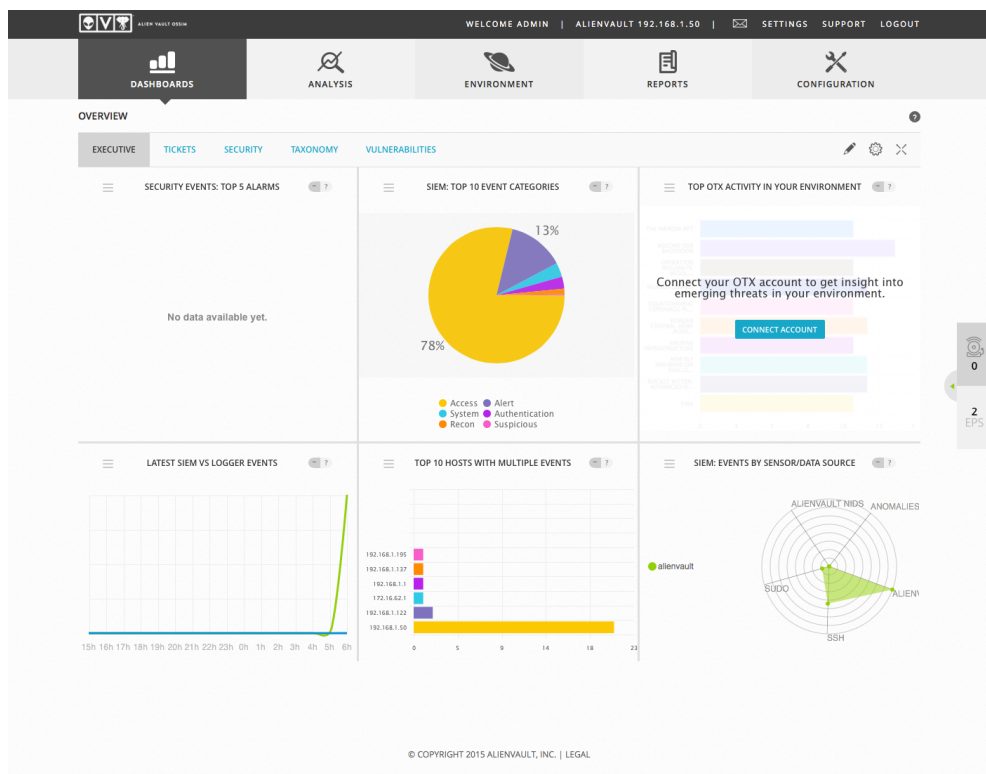 ALIEN VAULT OSSIM
WELCOME ADMIN | ALIENVAULT 192.168.1.50 | SETTINGS SUPPORT LOGOUT
DASHBOARDS
ANALYSIS
ENVIRONMENT
REPORTS
CONFIGURATION
OVERVIEW
?
EXECUTIVE TICKETS SECURITY TAXONOMY VULNERABILITIES
SECURITY EVENTS: TOP 5 ALARMS
?
No data available yet.
SIEM: TOP 10 EVENT CATEGORIES
?
13%
78%
Access Alert
System Authentication
Recon Suspicious
TOP OTX ACTIVITY IN YOUR ENVIRONMENT
?
Connect your OTX account to get insight into
emerging threats in your environment.
CONNECT ACCOUNT
0
2
EPS
LATEST SIEM VS LOGGER EVENTS
?
15h 16h 17h 18h 19h 20h 21h 22h 23h 0h 1h 2h 3h 4h 5h 6h
TOP 10 HOSTS WITH MULTIPLE EVENTS
?
192.168.1.195
192.168.1.137
192.168.1.1
172.16.62.1
192.168.1.122
192.168.1.50
0 5 9 14 18 23
SIEM: EVENTS BY SENSOR/DATA SOURCE
?
alienvault
ALIENVAULT NIDS
ANOMALIES
SUDO
ALIENV
SSH
© COPYRIGHT 2015 ALIENVAULT, INC. | LEGAL